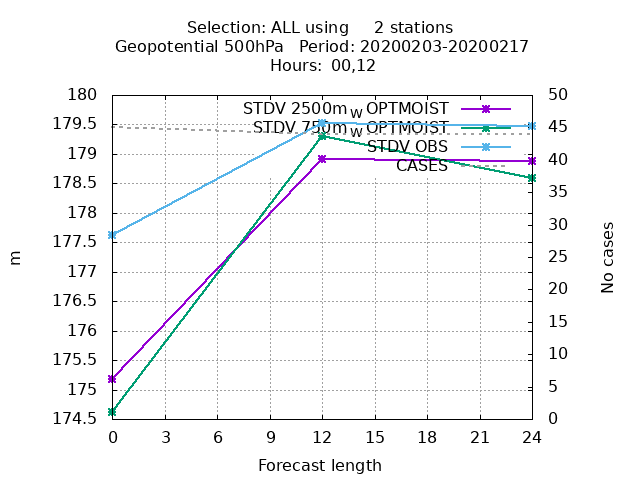 Selection: ALL using 2 stations
Geopotential 500hPa Period: 20200203-20200217
Hours: 00,12
STDV 2500m_W OPTMOIST
STDV 750m_W OPTMOIST
STDV OBS
CASES
180
179.5
179
178.5
178
177.5
177
176.5
176
175.5
175
174.5
m
50
45
40
35
30
25
20
15
10
5
0
No cases
0 3 6 9 12 15 18 21 24
Forecast length